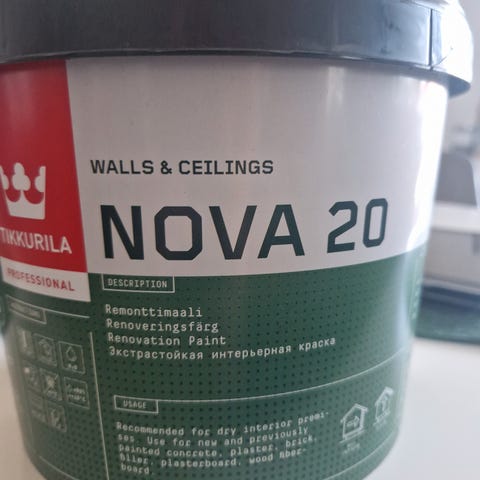 WALLS & CEILINGS
NOVA 20
TIKKURILA
PROFESSIONAL
DESCRIPTION
Remonttimaali
Renoveringsfärg
Renovation Paint
Экстрастойкая интерьерная краска
USAGE
Recommended for dry interior premi-
ses. Use for new and previously
painted concrete, plaster, brick,
filler, plasterboard, wood fiber-
board.